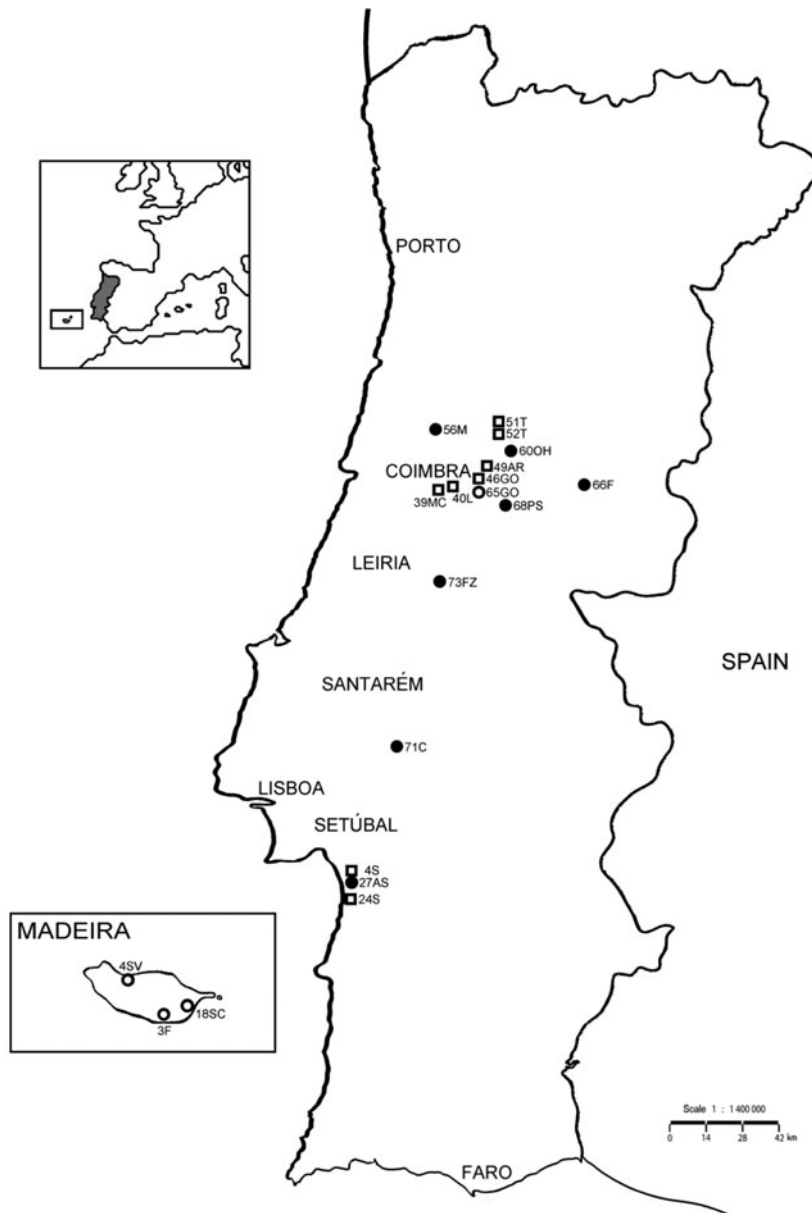 PORTO
51T
56M
52T
60OH
49AR
COIMBRA
46GO
66F
65GO
40L
39MC
68PS
LEIRIA
73FZ
SPAIN
SANTARÉM
71C
LISBOA
SETÚBAL
4S
27AS
24S
MADEIRA
4SV
18SC
3F
Scale 1 : 1 400 000
0 14 28 42 km
FARO